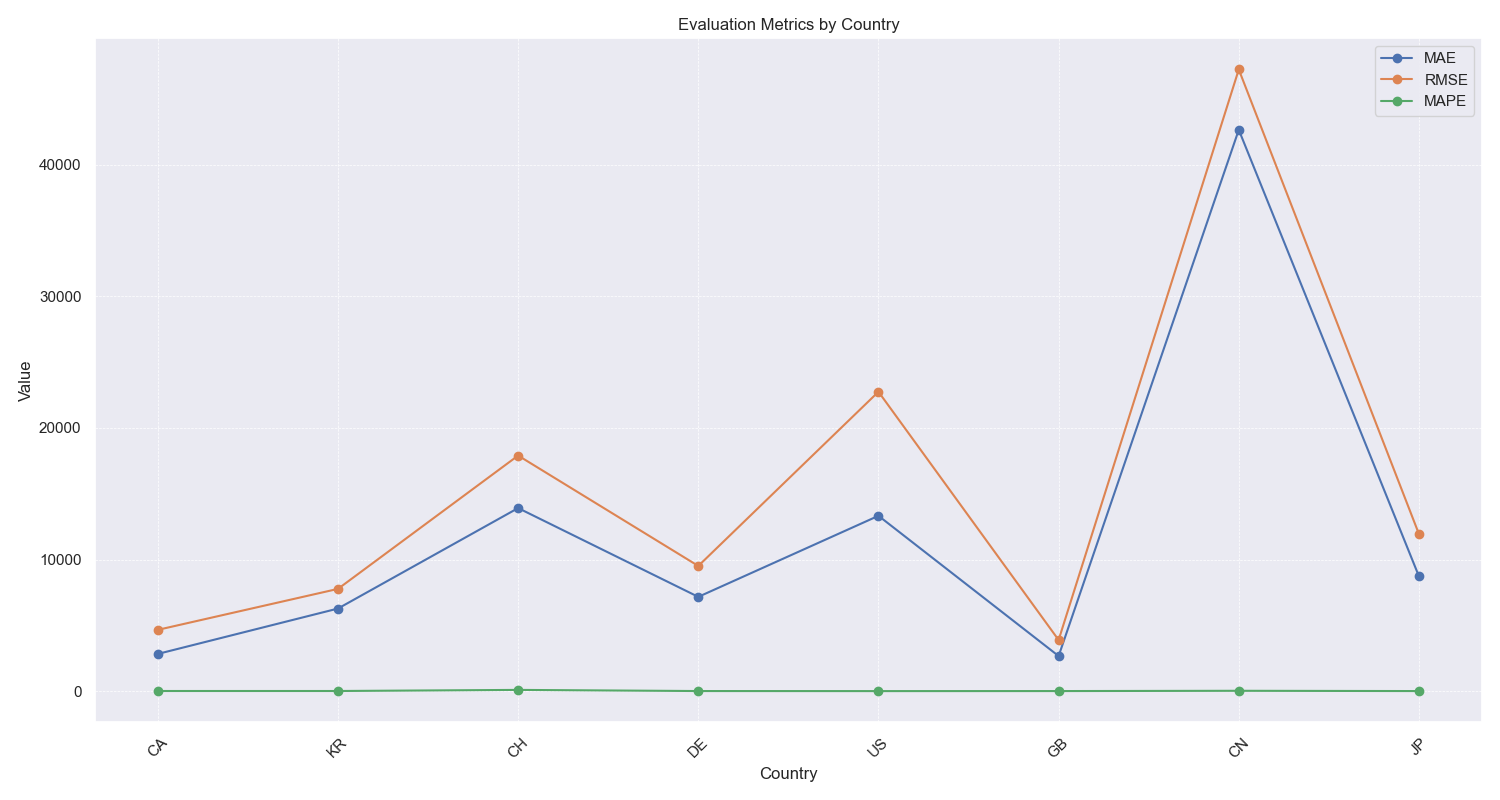 Evaluation Metrics by Country
MAE
RMSE
MAPE
40000
30000
20000
10000
0
Value
CA
KR
CH
DE
US
GB
CN
JP
Country